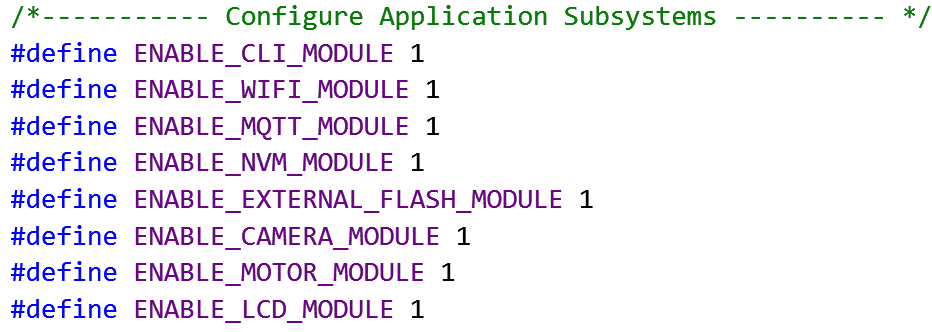 /*----------- Configure Application Subsystems ---------- */
#define ENABLE_CLI_MODULE 1
#define ENABLE_WIFI_MODULE 1
#define ENABLE_MQTT_MODULE 1
#define ENABLE_NVM_MODULE 1
#define ENABLE_EXTERNAL_FLASH_MODULE 1
#define ENABLE_CAMERA_MODULE 1
#define ENABLE_MOTOR_MODULE 1
#define ENABLE_LCD_MODULE 1